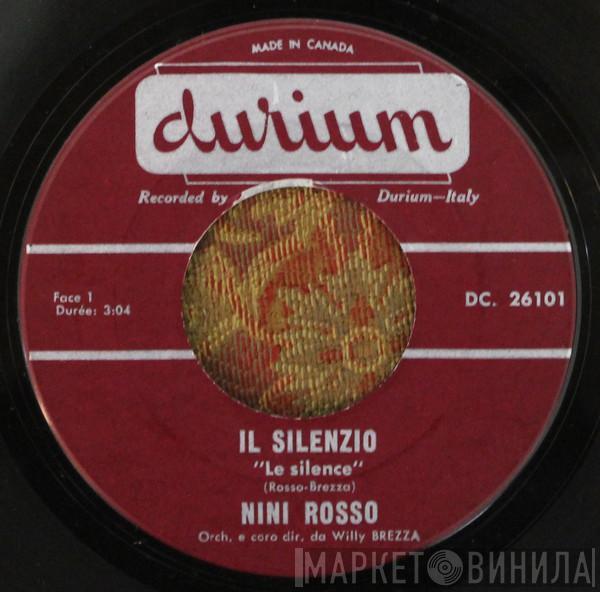 MADE IN CANADA
durium
Recorded by Durium—Italy
Face 1
Durée: 3:04
DC. 26101
IL SILENZIO
"Le silence"
(Rosso-Brezza)
NINI ROSSO
Orch. e coro dir. da Willy BREZZA
МАРКЕТ ВИНИЛА